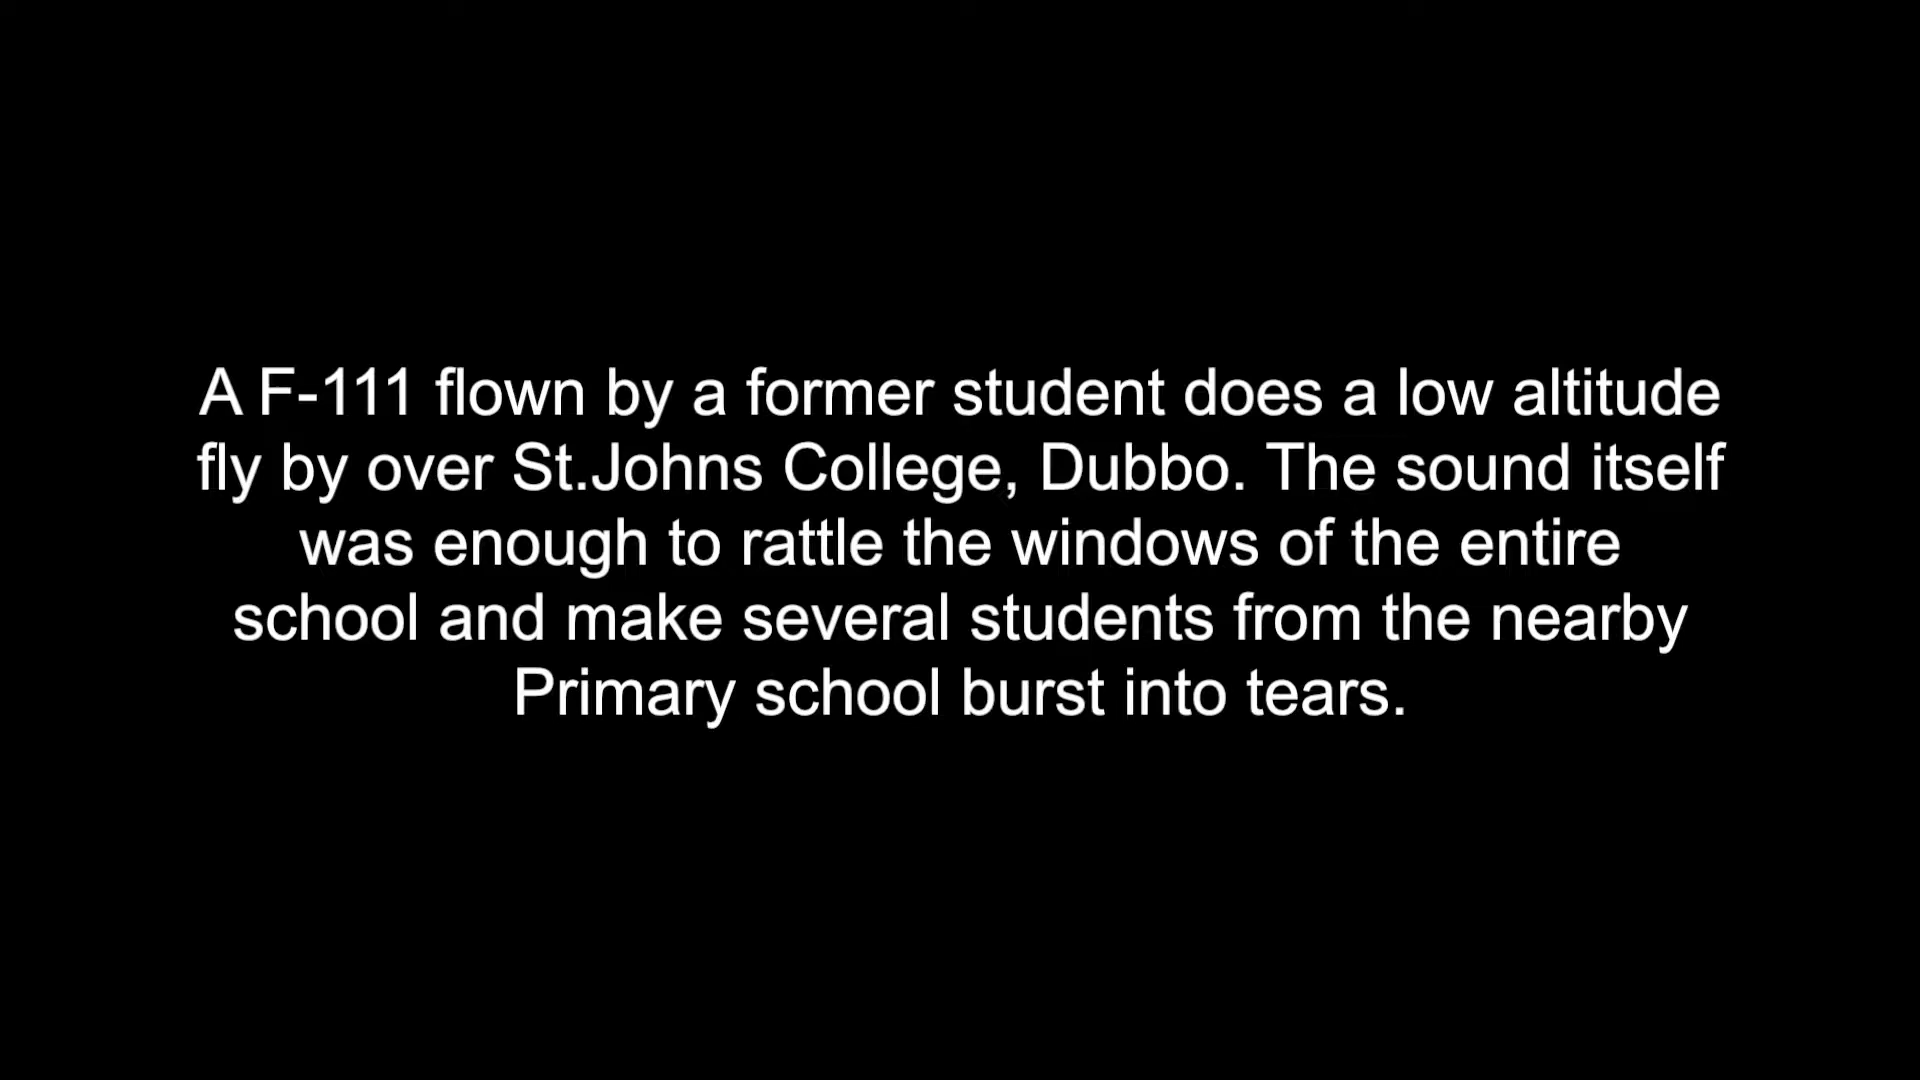 A F-111 flown by a former student does a low altitude
fly by over St.Johns College, Dubbo. The sound itself
was enough to rattle the windows of the entire
school and make several students from the nearby
Primary school burst into tears.